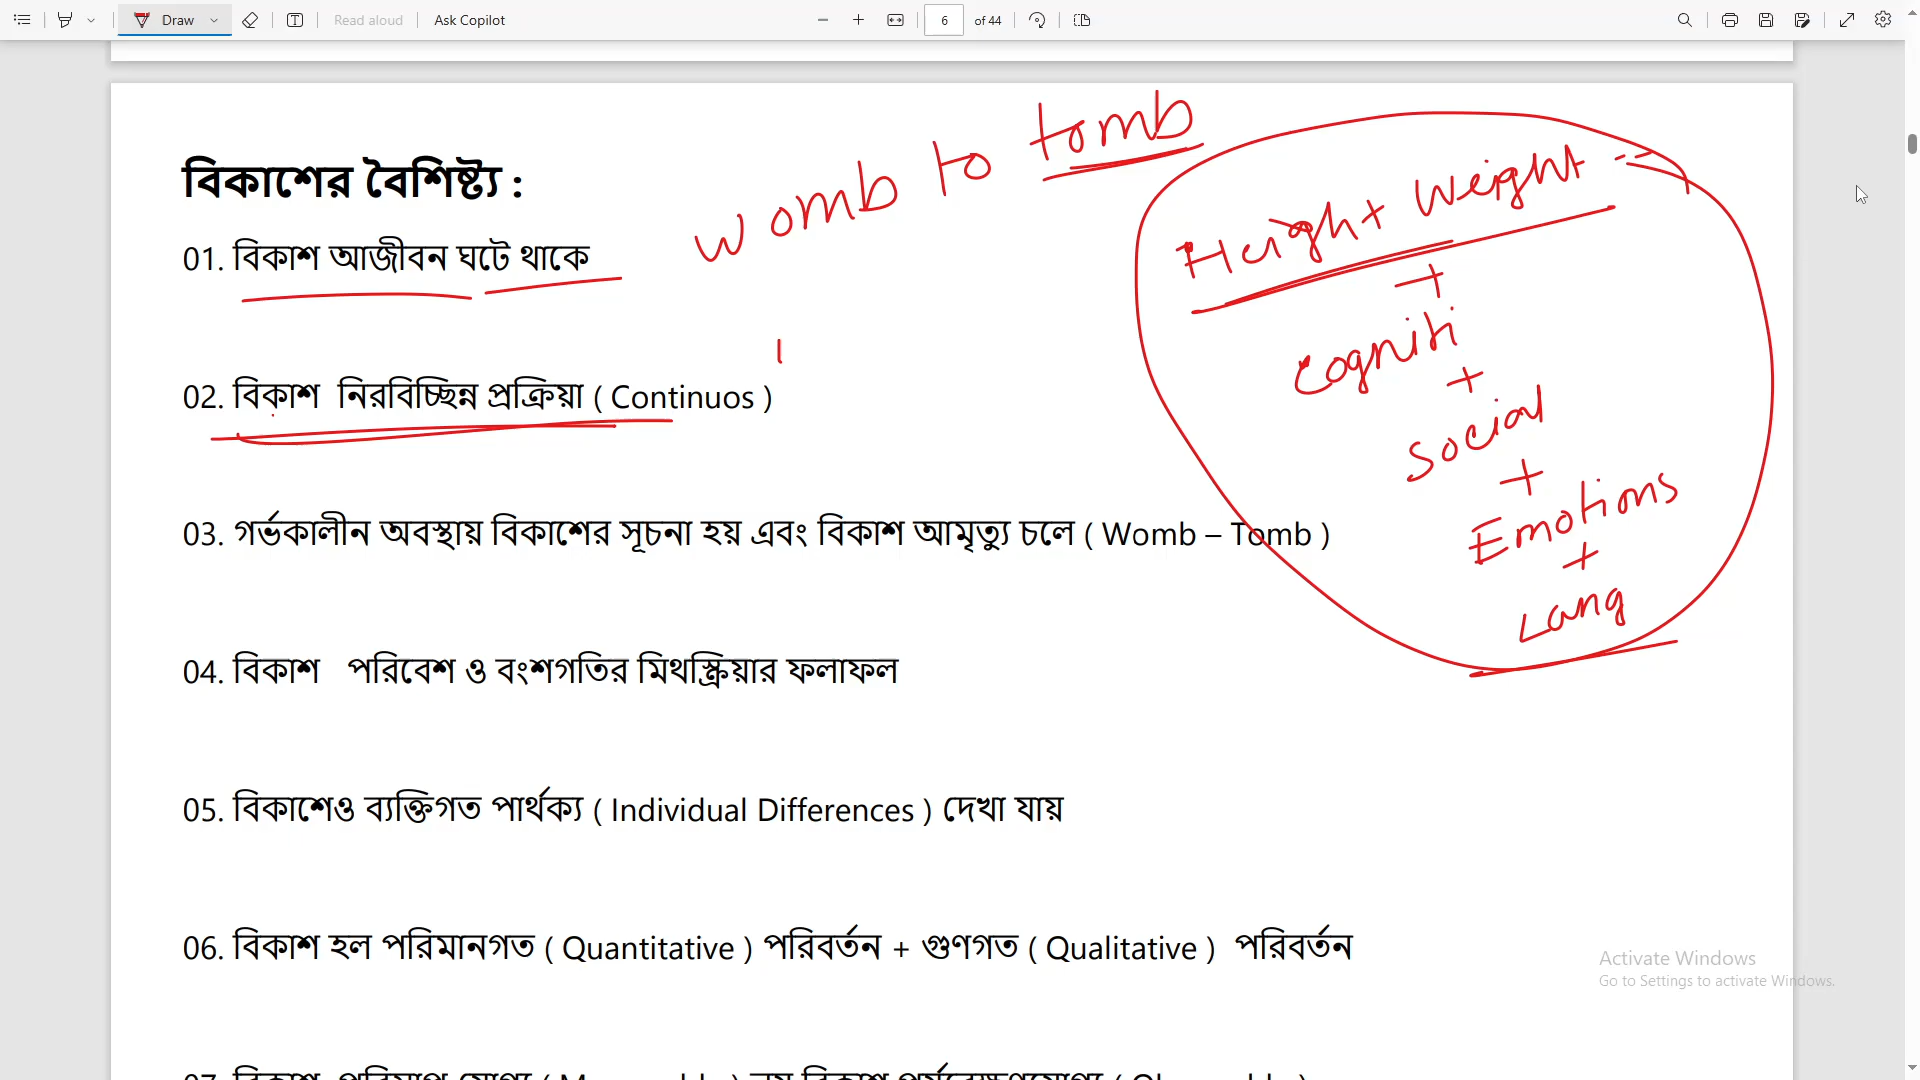 Draw
Read aloud
Ask Copilot
6 of 44
বিকাশের বৈশিষ্ট্য :
womb to tomb
Height + Weight
+
Cogniti
+
Social
+
Emotions
+
Lang
01. বিকাশ আজীবন ঘটে থাকে
02. বিকাশ নিরবিচ্ছিন্ন প্রক্রিয়া ( Continuos )
03. গর্ভকালীন অবস্থায় বিকাশের সূচনা হয় এবং বিকাশ আমৃত্যু চলে ( Womb – Tomb )
04. বিকাশ পরিবেশ ও বংশগতির মিথস্ক্রিয়ার ফলাফল
05. বিকাশেও ব্যক্তিগত পার্থক্য ( Individual Differences ) দেখা যায়
06. বিকাশ হল পরিমানগত ( Quantitative ) পরিবর্তন + গুণগত ( Qualitative ) পরিবর্তন
Activate Windows
Go to Settings to activate Windows.